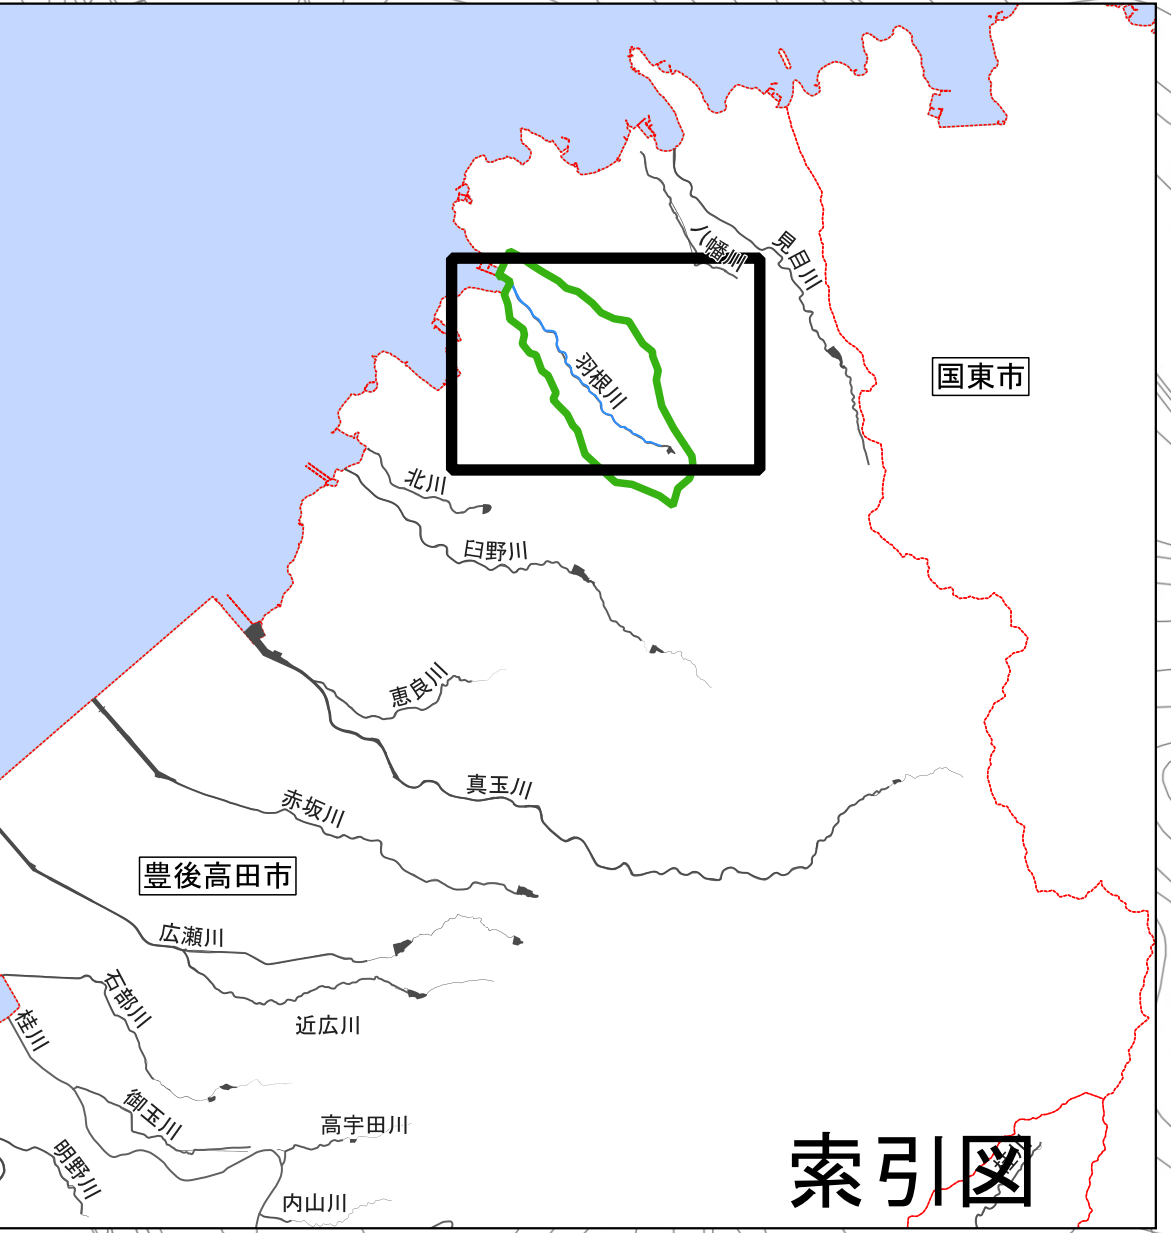 八幡川
見目川
羽根川
国東市
北川
臼野川
恵良川
真玉川
赤坂川
豊後高田市
広瀬川
石部川
近広川
桂川
御玉川
高宇田川
明野川
内山川
索引図